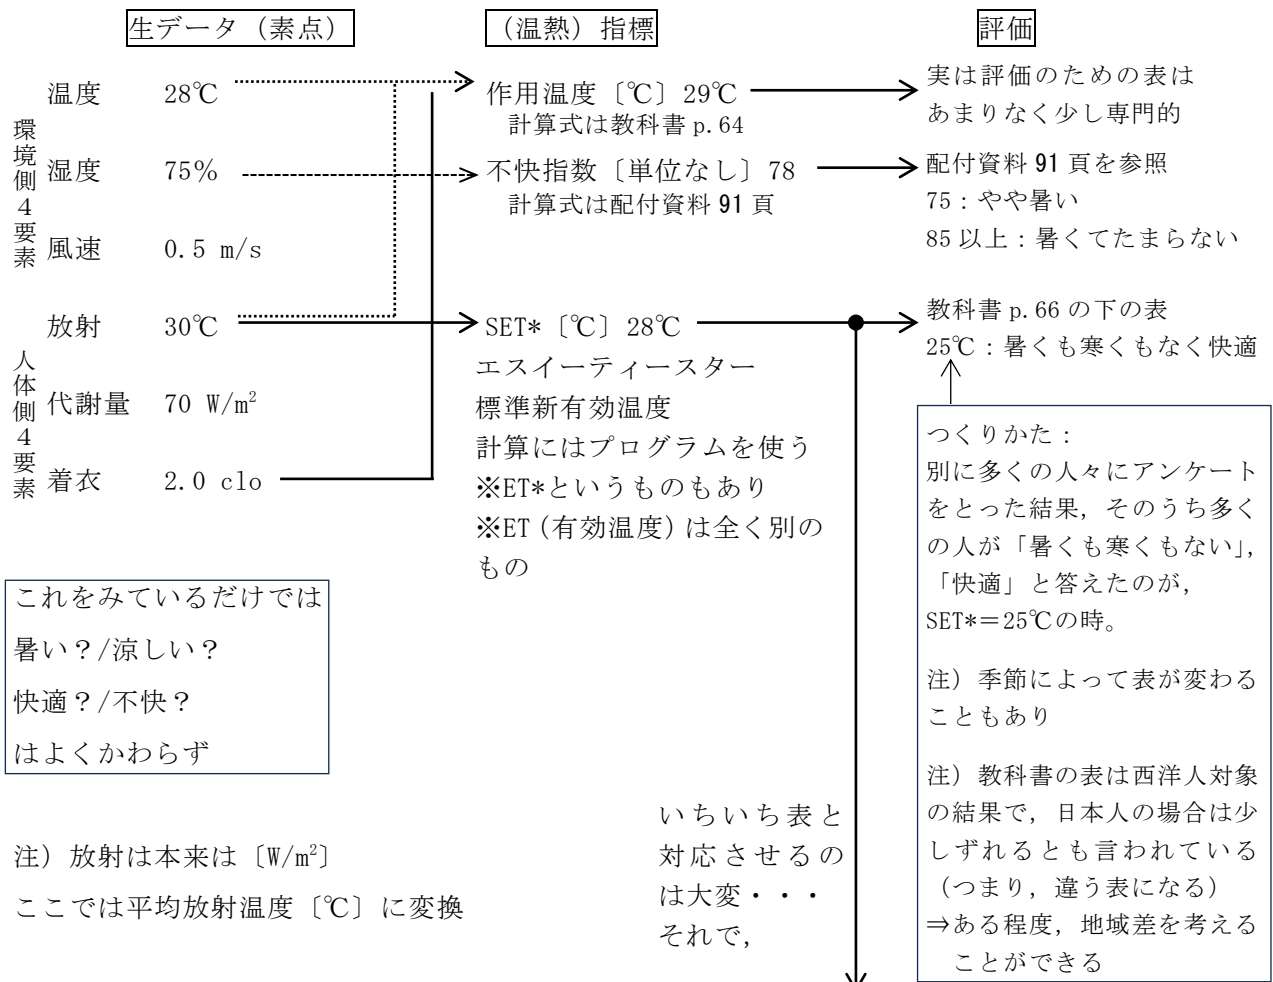 生データ（素点）
（温熱）指標
評価
環境側４要素
温度 28℃
湿度 75%
風速 0.5 m/s
放射 30℃
人体側４要素
代謝量 70 W/m²
着衣 2.0 clo
作用温度〔℃〕29℃
計算式は教科書 p.64
不快指数〔単位なし〕78
計算式は配付資料 91 頁
SET*〔℃〕28℃
エスイーティースター
標準新有効温度
計算にはプログラムを使う
※ET*というものもあり
※ET（有効温度）は全く別の
もの
実は評価のための表は
あまりなく少し専門的
配付資料 91 頁を参照
75：やや暑い
85 以上：暑くてたまらない
教科書 p.66 の下の表
25℃：暑くも寒くもなく快適
つくりかた：
別に多くの人々にアンケート
をとった結果，そのうち多く
の人が「暑くも寒くもない」，
「快適」と答えたのが，
SET*＝25℃の時。
注）季節によって表が変わる
こともあり
注）教科書の表は西洋人対象
の結果で，日本人の場合は少
しずれるとも言われている
（つまり，違う表になる）
⇒ある程度，地域差を考える
ことができる
これをみているだけでは
暑い？/涼しい？
快適？/不快？
はよくかわらず
注）放射は本来は〔W/m²〕
ここでは平均放射温度〔℃〕に変換
いちいち表と
対応させるの
は大変・・・
それで，